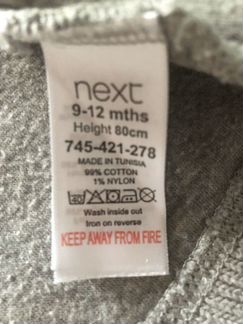 next
9-12 mths
Height 80cm
745-421-278
MADE IN TUNISIA
99% COTTON
1% NYLON
Wash inside out
Iron on reverse
KEEP AWAY FROM FIRE